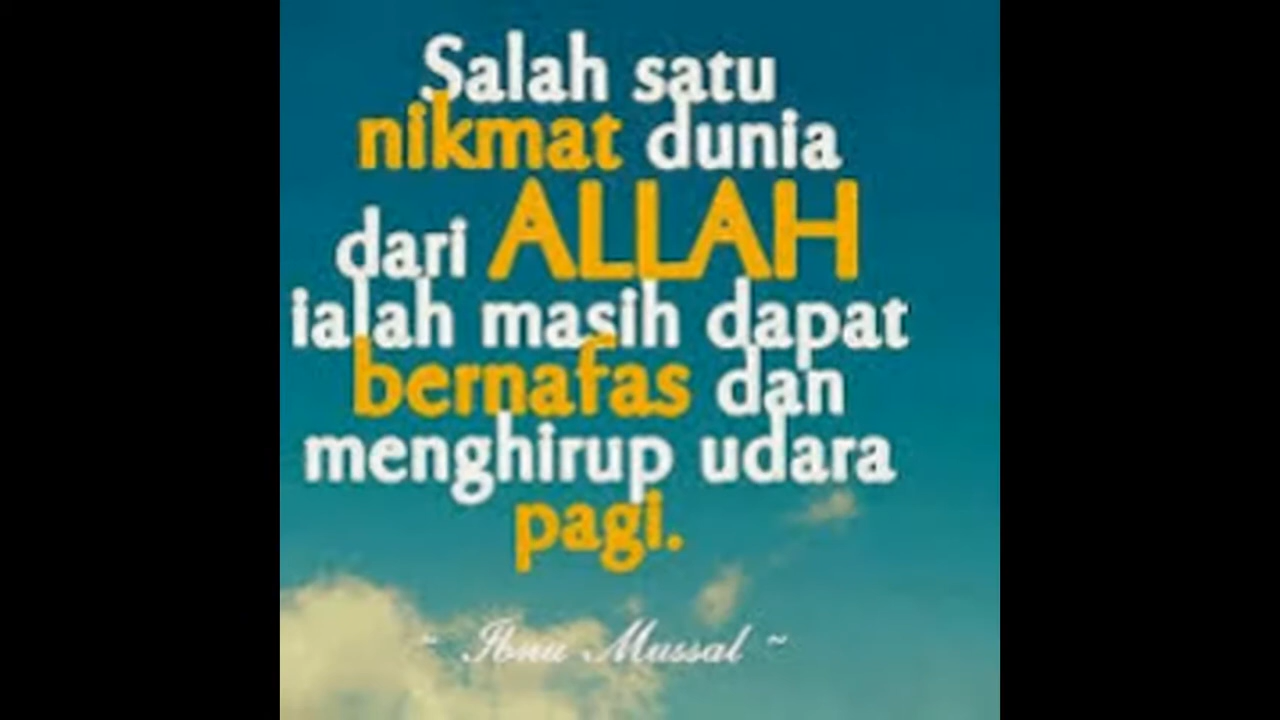 Salah satu
nikmat dunia
dari ALLAH
ialah masih dapat
bernafas dan
menghirup udara
pagi.
~ Ibnu Mussal ~